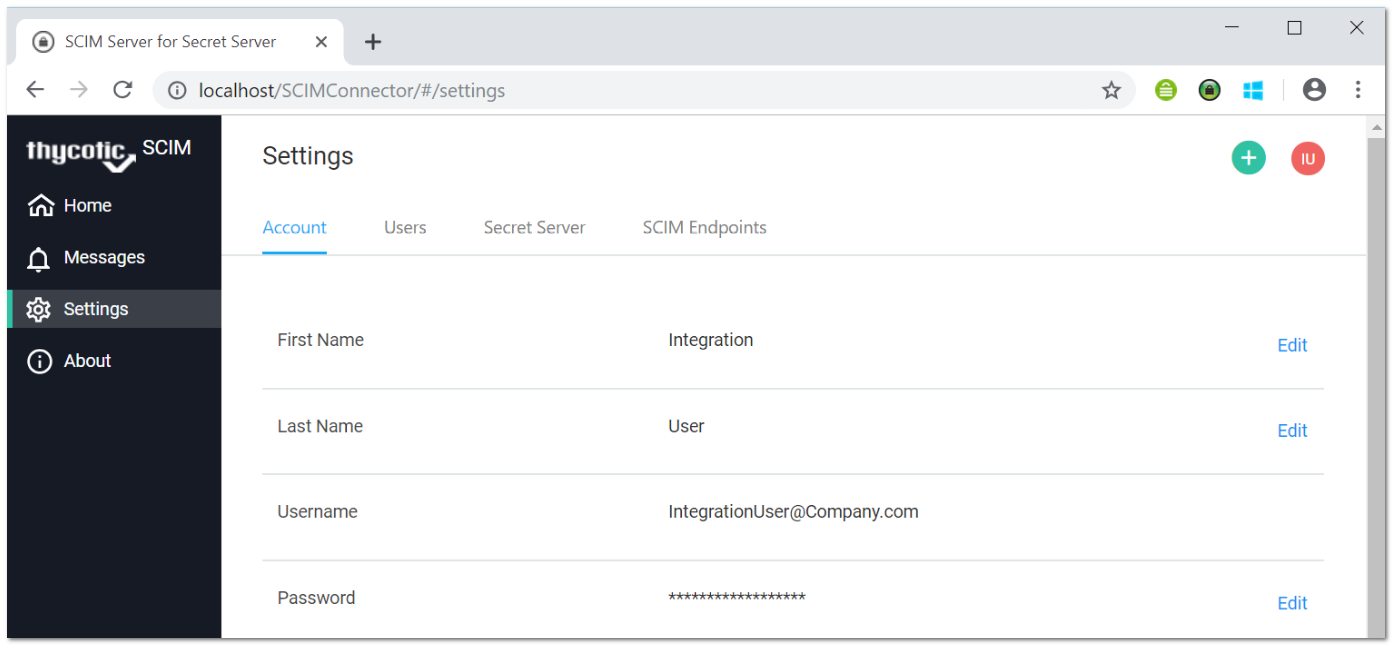 SCIM Server for Secret Server
localhost/SCIMConnector/#/settings
thycotic SCIM
Home
Messages
Settings
About
Settings
IU
Account Users Secret Server SCIM Endpoints
First Name Integration Edit
Last Name User Edit
Username IntegrationUser@Company.com
Password ****************** Edit